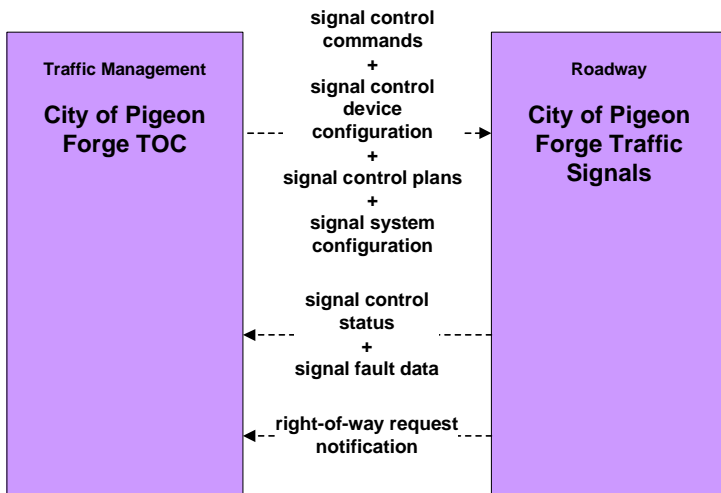 Traffic Management
City of Pigeon
Forge TOC
signal control
commands
+
signal control
device
configuration
+
signal control plans
+
signal system
configuration
signal control
status
+
signal fault data
right-of-way request
notification
Roadway
City of Pigeon
Forge Traffic
Signals